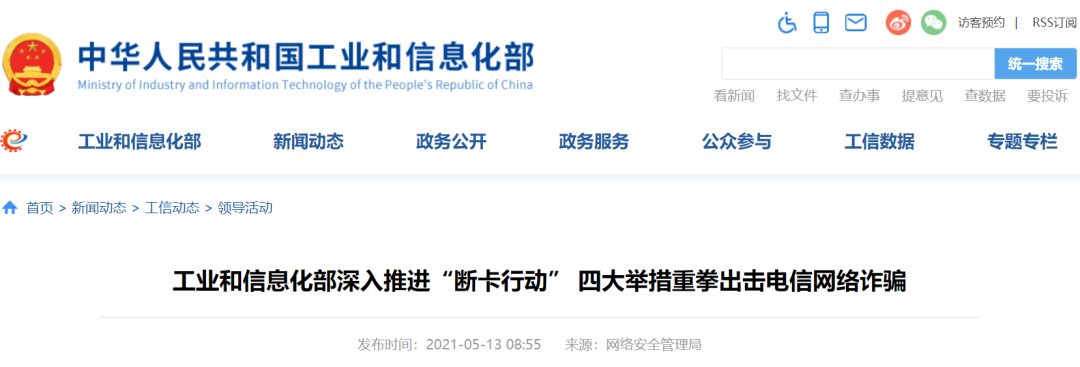 访客预约 | RSS订阅
中华人民共和国工业和信息化部
Ministry of Industry and Information Technology of the People's Republic of China
统一搜索
看新闻 找文件 查办事 提意见 查数据 要投诉
工业和信息化部 新闻动态 政务公开 政务服务 公众参与 工信数据 专题专栏
首页 > 新闻动态 > 工信动态 > 领导活动
工业和信息化部深入推进“断卡行动” 四大举措重拳出击电信网络诈骗
发布时间：2021-05-13 08:55 来源：网络安全管理局